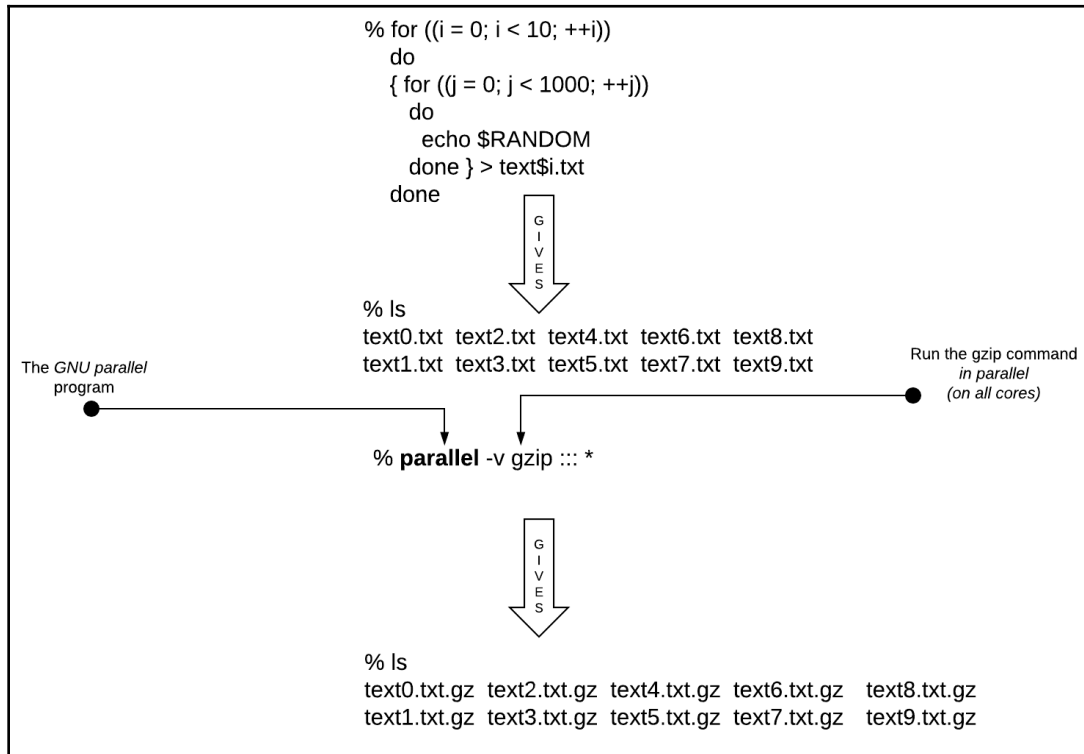 % for ((i = 0; i < 10; ++i))
do
{ for ((j = 0; j < 1000; ++j))
do
echo $RANDOM
done } > text$i.txt
done
G
I
V
E
S
% ls
text0.txt text2.txt text4.txt text6.txt text8.txt
text1.txt text3.txt text5.txt text7.txt text9.txt
The GNU parallel
program
Run the gzip command
in parallel
(on all cores)
% parallel -v gzip ::: *
G
I
V
E
S
% ls
text0.txt.gz text2.txt.gz text4.txt.gz text6.txt.gz text8.txt.gz
text1.txt.gz text3.txt.gz text5.txt.gz text7.txt.gz text9.txt.gz